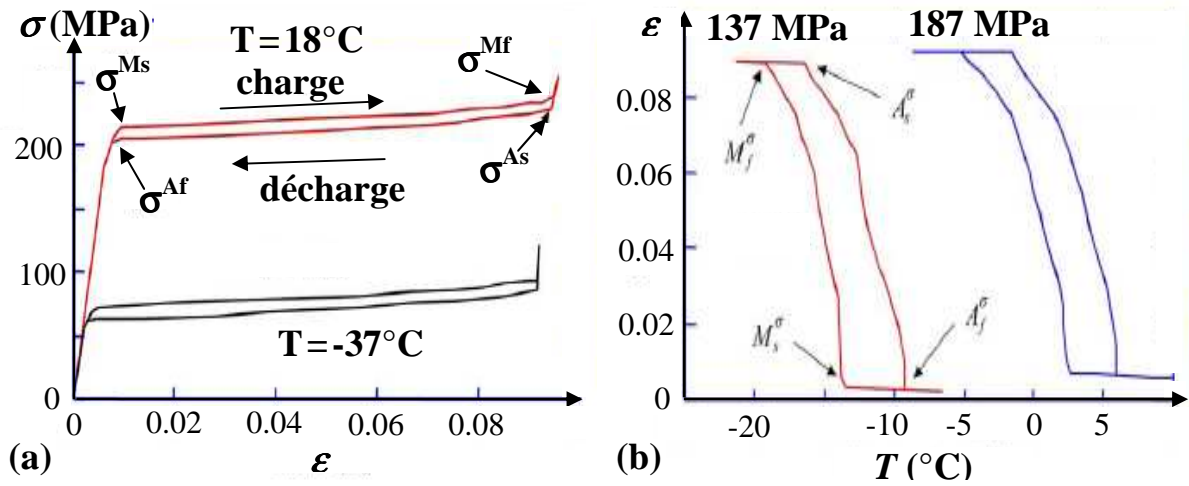 σ (MPa)
T = 18°C
charge
σ^Ms
σ^Mf
200
σ^Af
décharge
σ^As
100
T = -37°C
0
0 0.02 0.04 0.06 0.08
(a)
ε
ε
137 MPa
187 MPa
0.08
A_s^σ
M_f^σ
0.06
0.04
0.02
M_s^σ
A_f^σ
0
-20 -10 -5 0 5
(b)
T (°C)